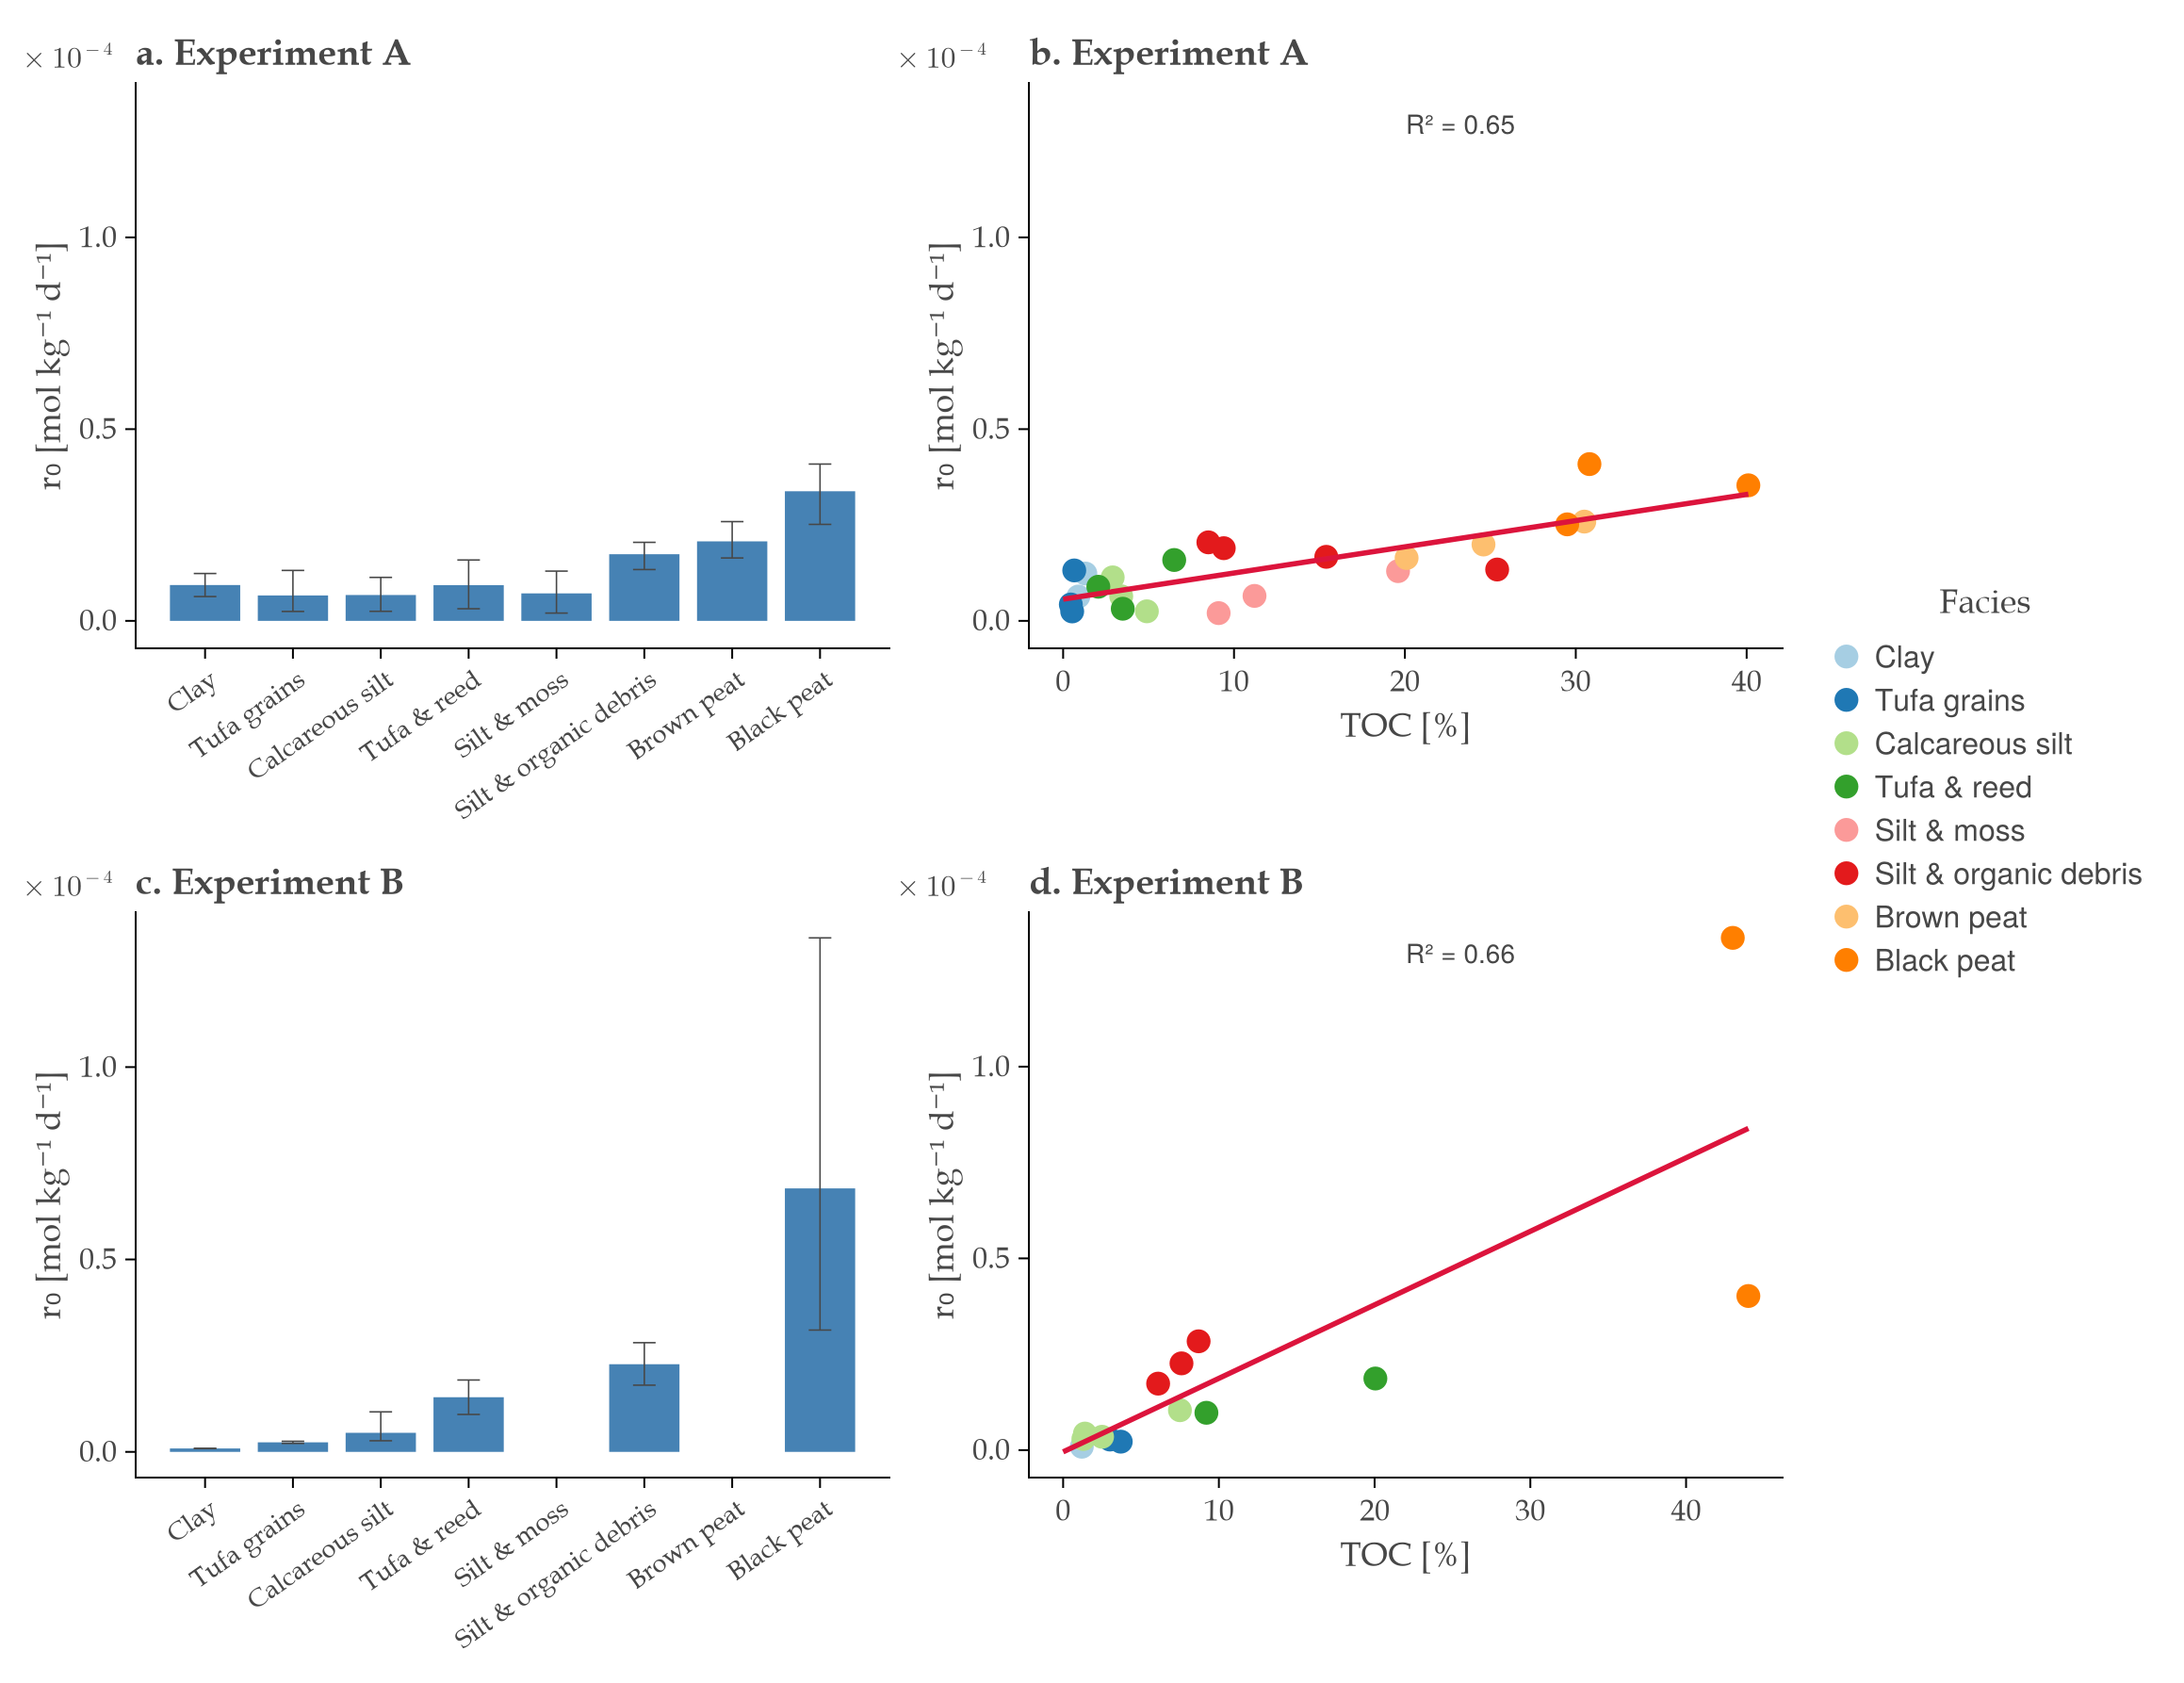 × 10⁻⁴
a. Experiment A
r₀ [mol kg⁻¹ d⁻¹]
1.0
0.5
0.0
Clay
Tufa grains
Calcareous silt
Tufa & reed
Silt & moss
Silt & organic debris
Brown peat
Black peat
× 10⁻⁴
b. Experiment A
R² = 0.65
r₀ [mol kg⁻¹ d⁻¹]
1.0
0.5
0.0
0 10 20 30 40
TOC [%]
Facies
Clay
Tufa grains
Calcareous silt
Tufa & reed
Silt & moss
Silt & organic debris
Brown peat
Black peat
× 10⁻⁴
c. Experiment B
r₀ [mol kg⁻¹ d⁻¹]
1.0
0.5
0.0
Clay
Tufa grains
Calcareous silt
Tufa & reed
Silt & moss
Silt & organic debris
Brown peat
Black peat
× 10⁻⁴
d. Experiment B
R² = 0.66
r₀ [mol kg⁻¹ d⁻¹]
1.0
0.5
0.0
0 10 20 30 40
TOC [%]